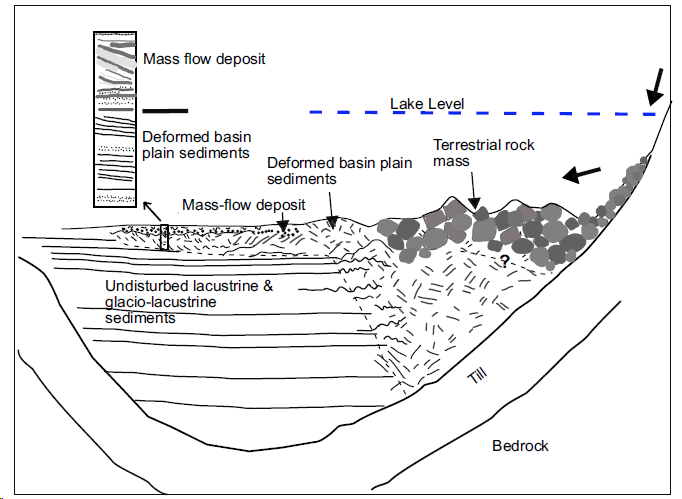 Mass flow deposit
Lake Level
Deformed basin
plain sediments
Terrestrial rock
mass
Deformed basin plain
sediments
Mass-flow deposit
?
Undisturbed lacustrine &
glacio-lacustrine
sediments
Till
Bedrock